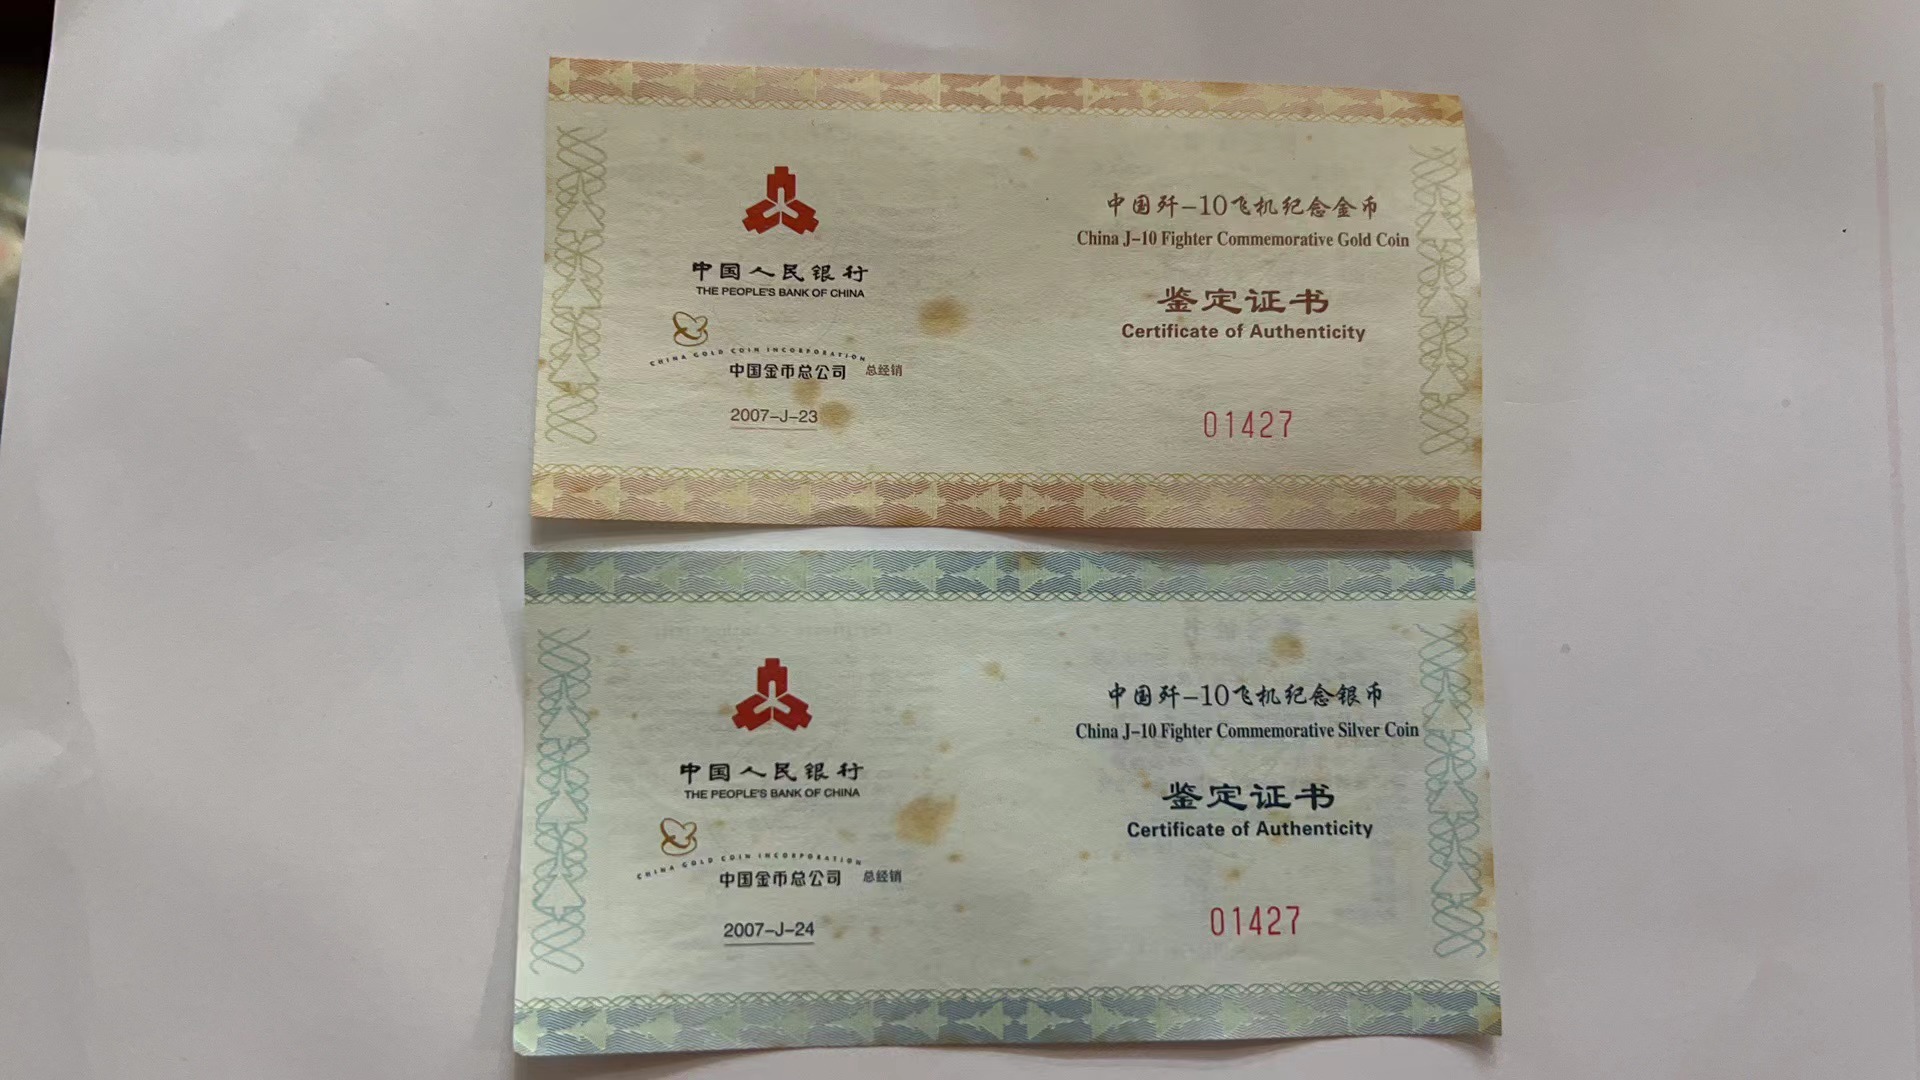 中国人民银行
THE PEOPLE'S BANK OF CHINA
CHINA GOLD COIN INCORPORATION
中国金币总公司 总经销
2007-J-23
中国歼-10飞机纪念金币
China J-10 Fighter Commemorative Gold Coin
鉴定证书
Certificate of Authenticity
01427
中国人民银行
THE PEOPLE'S BANK OF CHINA
CHINA GOLD COIN INCORPORATION
中国金币总公司 总经销
2007-J-24
中国歼-10飞机纪念银币
China J-10 Fighter Commemorative Silver Coin
鉴定证书
Certificate of Authenticity
01427